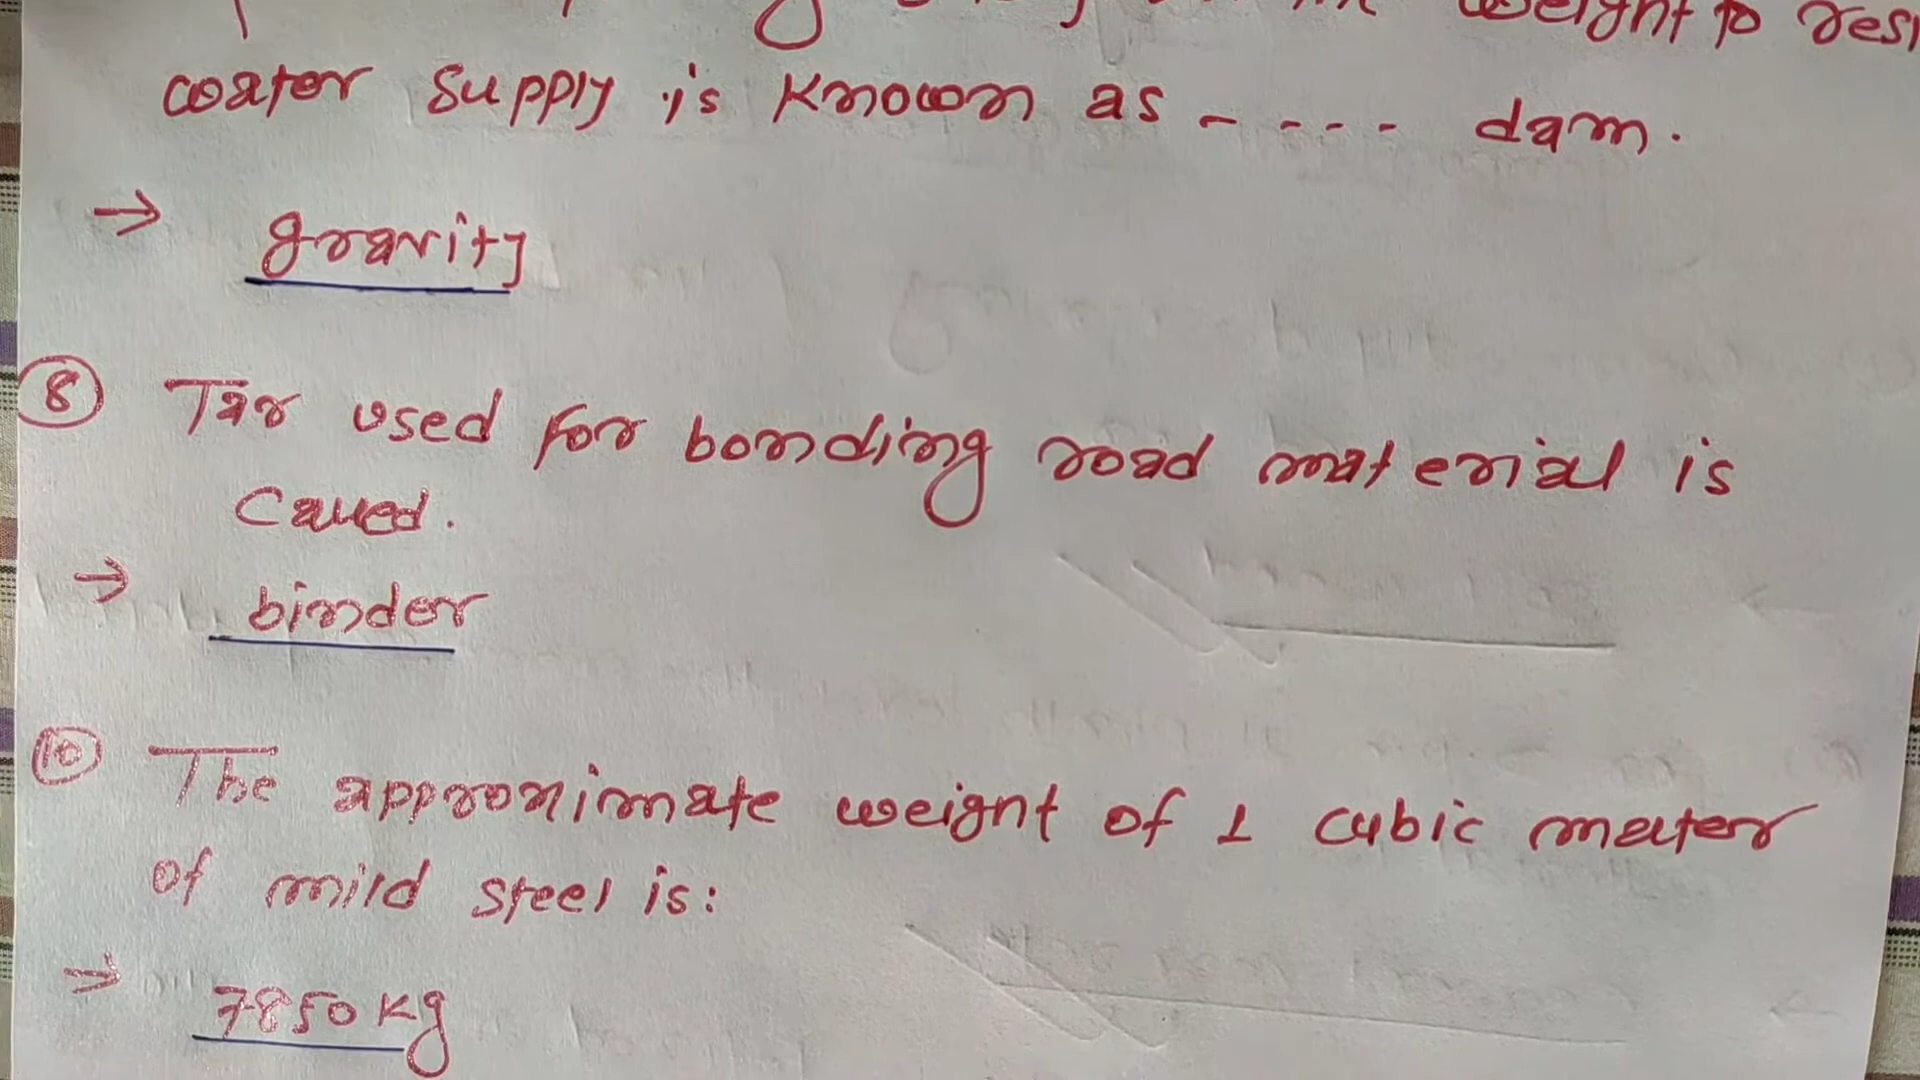 weight to
water supply is known as - - - - dam.
→ gravity
⑧ Tar used for bonding road material is
called.
→ binder
⑩ The approximate weight of 1 cubic meter
of mild steel is:
→ 7850 kg